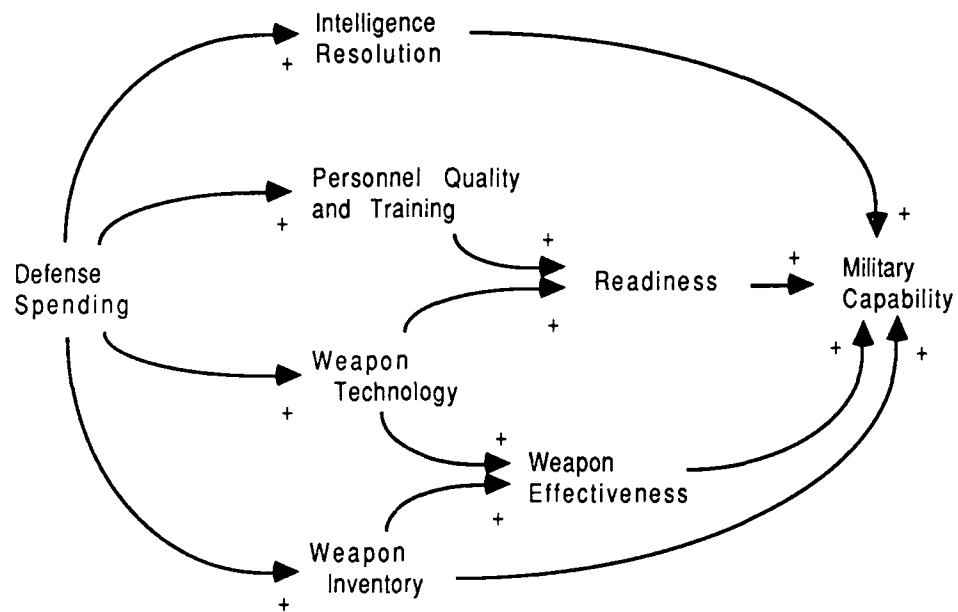 Intelligence
Resolution
+
Personnel Quality
and Training
+
+
+
Defense
Spending
Readiness
+
Military
Capability
+
+
Weapon
Technology
+
+
+
+
Weapon
Effectiveness
+
Weapon
Inventory
+